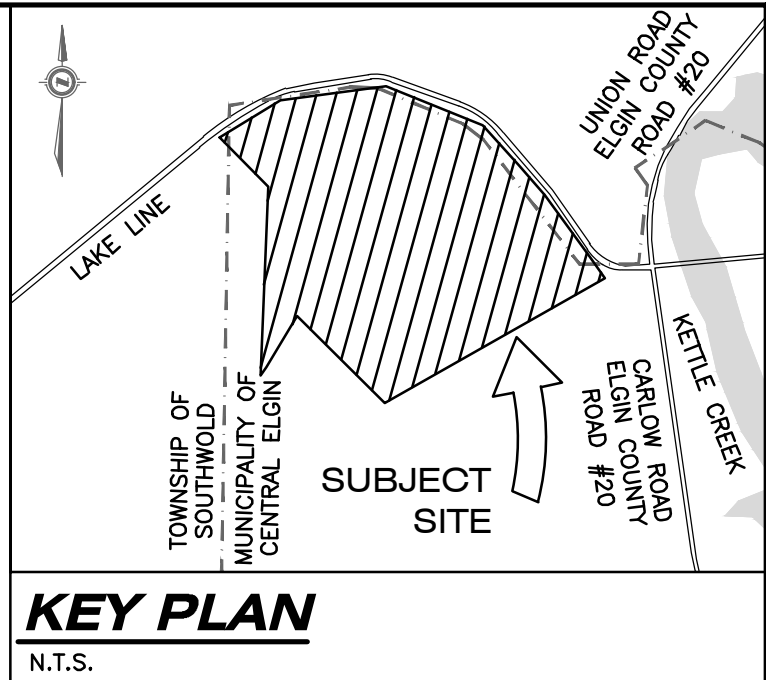 UNION ROAD
ELGIN COUNTY
ROAD #20
LAKE LINE
KETTLE CREEK
CARLOW ROAD
ELGIN COUNTY
ROAD #20
TOWNSHIP OF
SOUTHWOLD
MUNICIPALITY OF
CENTRAL ELGIN
SUBJECT
SITE
KEY PLAN
N.T.S.